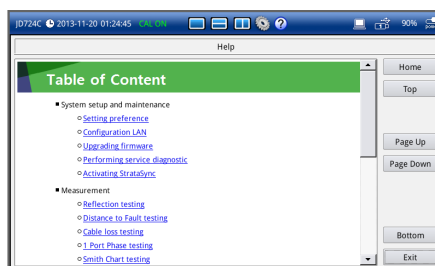 JD724C 2013-11-20 01:24:45 CAL ON 90%
Help
Table of Content
System setup and maintenance
Setting preference
Configuration LAN
Upgrading firmware
Performing service diagnostic
Activating StrataSync
Measurement
Reflection testing
Distance to Fault testing
Cable loss testing
1 Port Phase testing
Smith Chart testing
Home
Top
Page Up
Page Down
Bottom
Exit